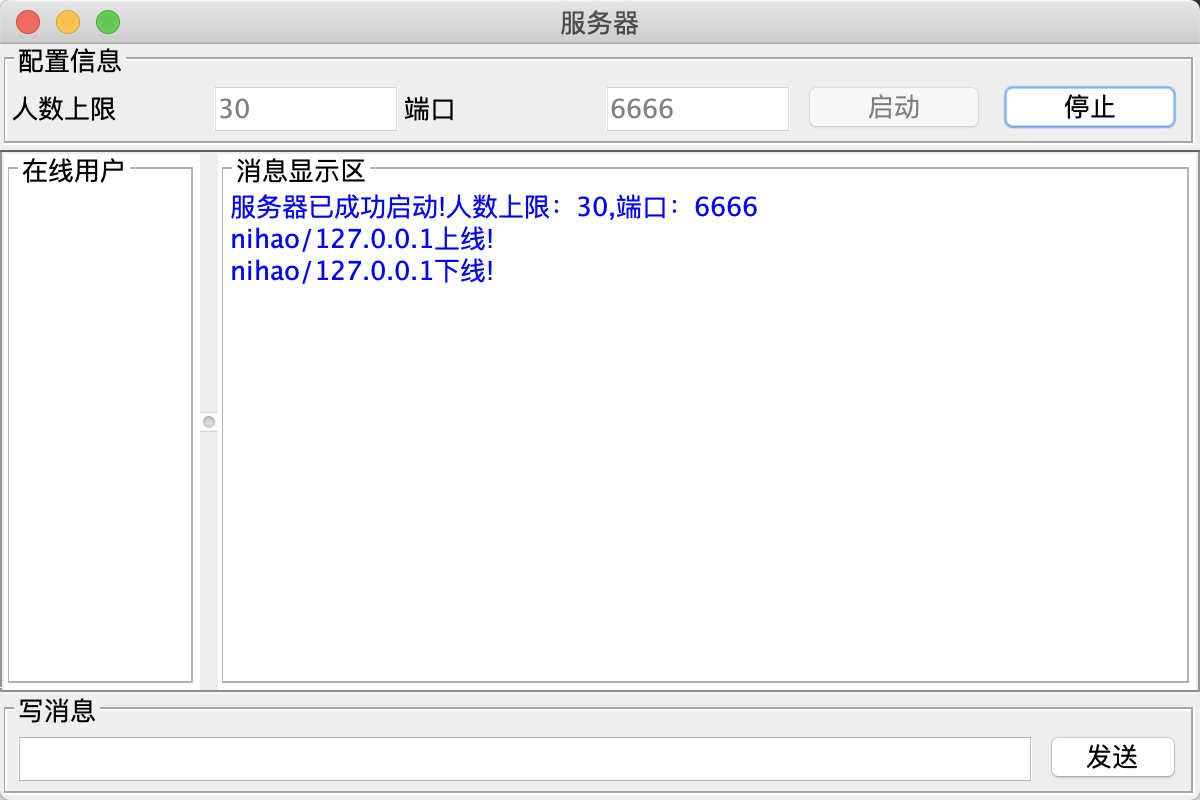 服务器
配置信息
人数上限 30 端口 6666 启动 停止
在线用户
消息显示区
服务器已成功启动!人数上限：30,端口：6666
nihao/127.0.0.1上线!
nihao/127.0.0.1下线!
写消息
发送